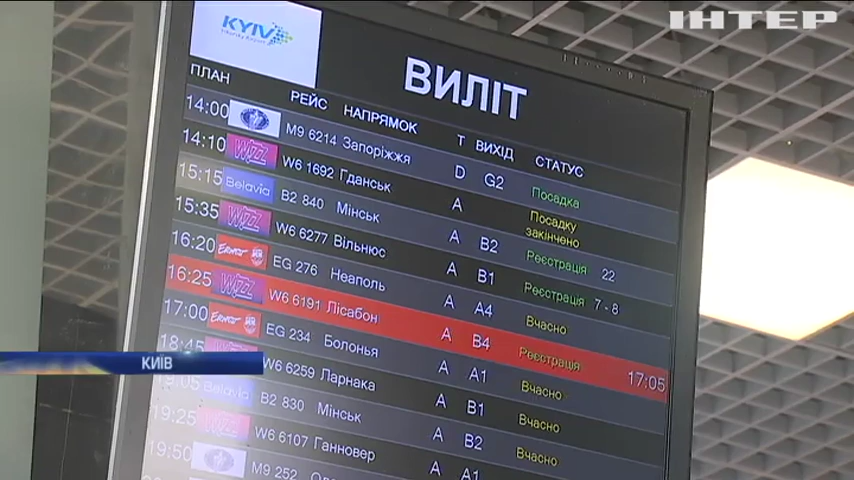 ІНТЕР
KYIV
ВИЛІТ
ПЛАН РЕЙС НАПРЯМОК Т ВИХІД СТАТУС
14:00 M9 6214 Запоріжжя D G2 Посадка
14:10 WIZZ W6 1692 Гданськ A Посадку закінчено
15:15 Belavia B2 840 Мінськ A B2 Реєстрація 22
15:35 WIZZ W6 6277 Вільнюс A B1 Реєстрація 7 - 8
16:20 Ernest EG 276 Неаполь A A4 Вчасно
16:25 WIZZ W6 6191 Лісабон A B4 Реєстрація 17:05
17:00 Ernest EG 234 Болонья A A1 Вчасно
18:45 W6 6259 Ларнака A B1 Вчасно
19:05 Belavia B2 830 Мінськ A B2 Вчасно
19:25 WIZZ W6 6107 Ганновер A A1
19:50 M9 252
КИЇВ